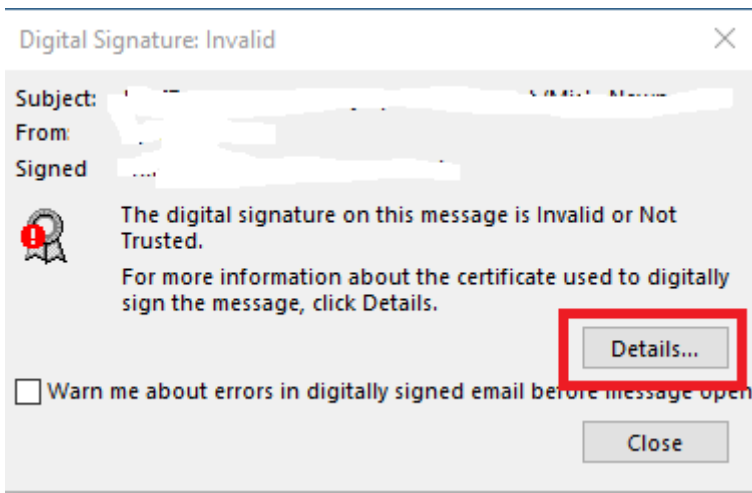 Digital Signature: Invalid
Subject:
From:
Signed
The digital signature on this message is Invalid or Not
Trusted.
For more information about the certificate used to digitally
sign the message, click Details.
Details...
Warn me about errors in digitally signed email before message open
Close